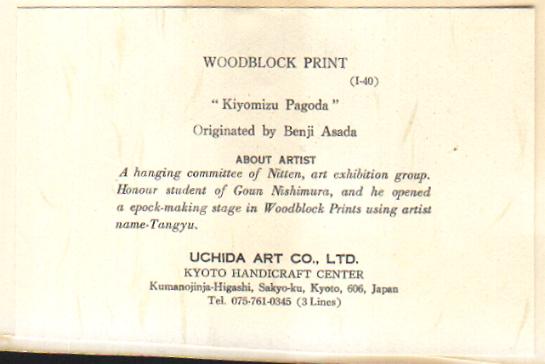 WOODBLOCK PRINT
(I-40)
“Kiyomizu Pagoda”
Originated by Benji Asada
ABOUT ARTIST
A hanging committee of Nitten, art exhibition group.
Honour student of Goun Nishimura, and he opened
a epock-making stage in Woodblock Prints using artist
name-Tangyu.
UCHIDA ART CO., LTD.
KYOTO HANDICRAFT CENTER
Kumanojinja-Higashi, Sakyo-ku, Kyoto, 606, Japan
Tel. 075-761-0345 (3 Lines)